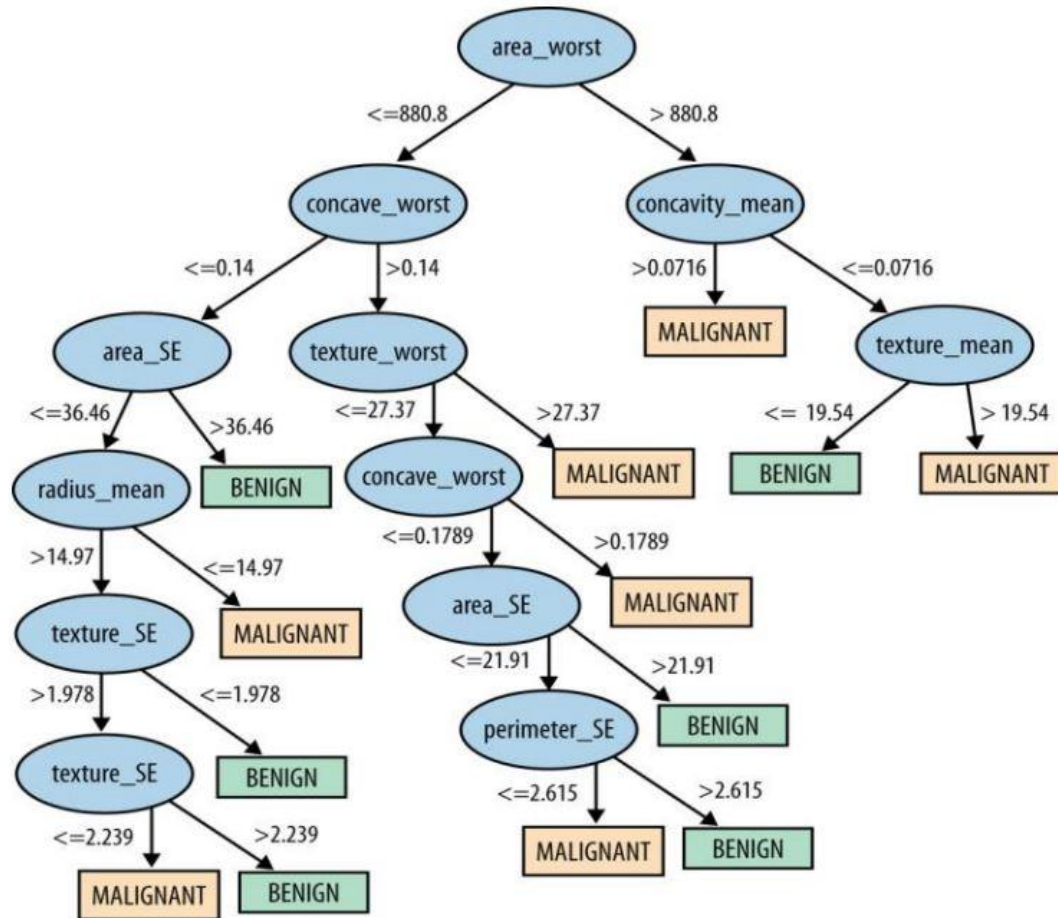 area_worst
<=880.8
> 880.8
concave_worst
concavity_mean
<=0.14
>0.14
>0.0716
<=0.0716
MALIGNANT
area_SE
texture_worst
texture_mean
<=36.46
>36.46
<=27.37
>27.37
<= 19.54
> 19.54
radius_mean
BENIGN
concave_worst
MALIGNANT
BENIGN
MALIGNANT
>14.97
<=14.97
<=0.1789
>0.1789
texture_SE
MALIGNANT
area_SE
MALIGNANT
>1.978
<=1.978
<=21.91
>21.91
texture_SE
BENIGN
perimeter_SE
BENIGN
<=2.239
>2.239
<=2.615
>2.615
MALIGNANT
BENIGN
MALIGNANT
BENIGN